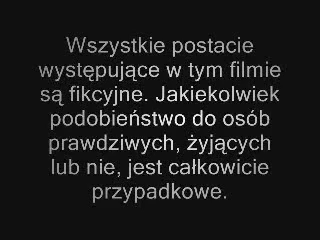 Wszystkie postacie
występujące w tym filmie
są fikcyjne. Jakiekolwiek
podobieństwo do osób
prawdziwych, żyjących
lub nie, jest całkowicie
przypadkowe.